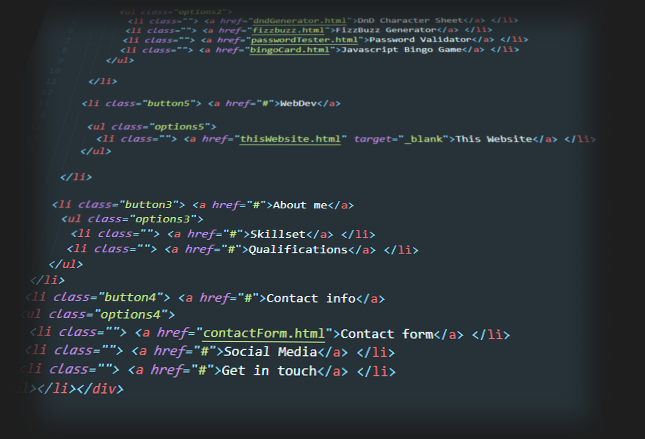 <ul class="options2">
<li class=""> <a href="dndGenerator.html">DnD Character Sheet</a> </li>
<li class=""> <a href="fizzbuzz.html">FizzBuzz Generator</a> </li>
<li class=""> <a href="passwordTester.html">Password Validator</a> </li>
<li class=""> <a href="bingoCard.html">Javascript Bingo Game</a> </li>
</ul>
</li>
<li class="button5"> <a href="#">WebDev</a>
<ul class="options5">
<li class=""> <a href="thisWebsite.html" target="_blank">This Website</a> </li>
</ul>
</li>
<li class="button3"> <a href="#">About me</a>
<ul class="options3">
<li class=""> <a href="#">Skillset</a> </li>
<li class=""> <a href="#">Qualifications</a> </li>
</ul>
</li>
<li class="button4"> <a href="#">Contact info</a>
<ul class="options4">
<li class=""> <a href="contactForm.html">Contact form</a> </li>
<li class=""> <a href="#">Social Media</a> </li>
<li class=""> <a href="#">Get in touch</a> </li>
></li></div>